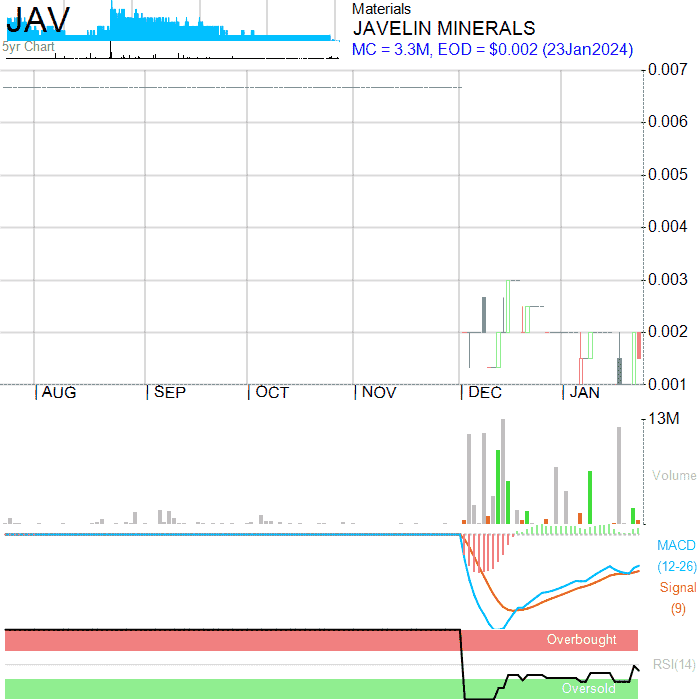 JAV
5yr Chart
Materials
JAVELIN MINERALS
MC = 3.3M, EOD = $0.002 (23Jan2024)
0.007
0.006
0.005
0.004
0.003
0.002
0.001
AUG SEP OCT NOV DEC JAN
13M
Volume
MACD
(12-26)
Signal
(9)
Overbought
RSI(14)
Oversold